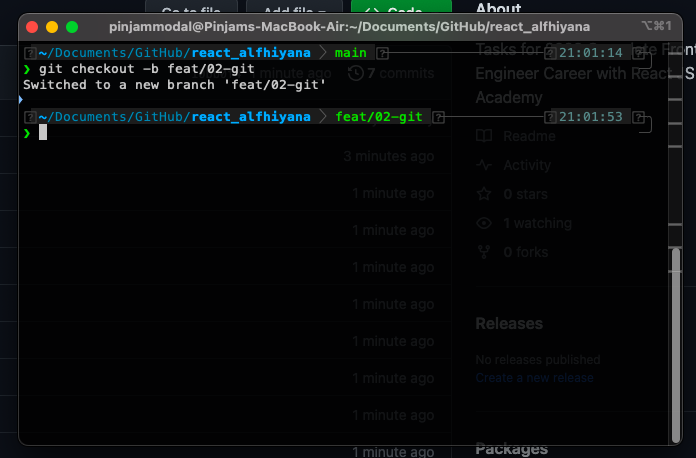 Go to file
Add file
Code
About
pinjammodal@Pinjams-MacBook-Air:~/Documents/GitHub/react_alfhiyana
⌥⌘1
~/Documents/GitHub/react_alfhiyana main 21:01:14
❯ git checkout -b feat/02-git
Switched to a new branch 'feat/02-git'
~/Documents/GitHub/react_alfhiyana feat/02-git 21:01:53
❯
minute ago
7 commits
3 minutes ago
1 minute ago
1 minute ago
1 minute ago
1 minute ago
1 minute ago
1 minute ago
1 minute ago
1 minute ago
Tasks for
Front
Engineer Career with React
Academy
Readme
Activity
0 stars
1 watching
0 forks
Releases
No releases published
Create a new release
Packages